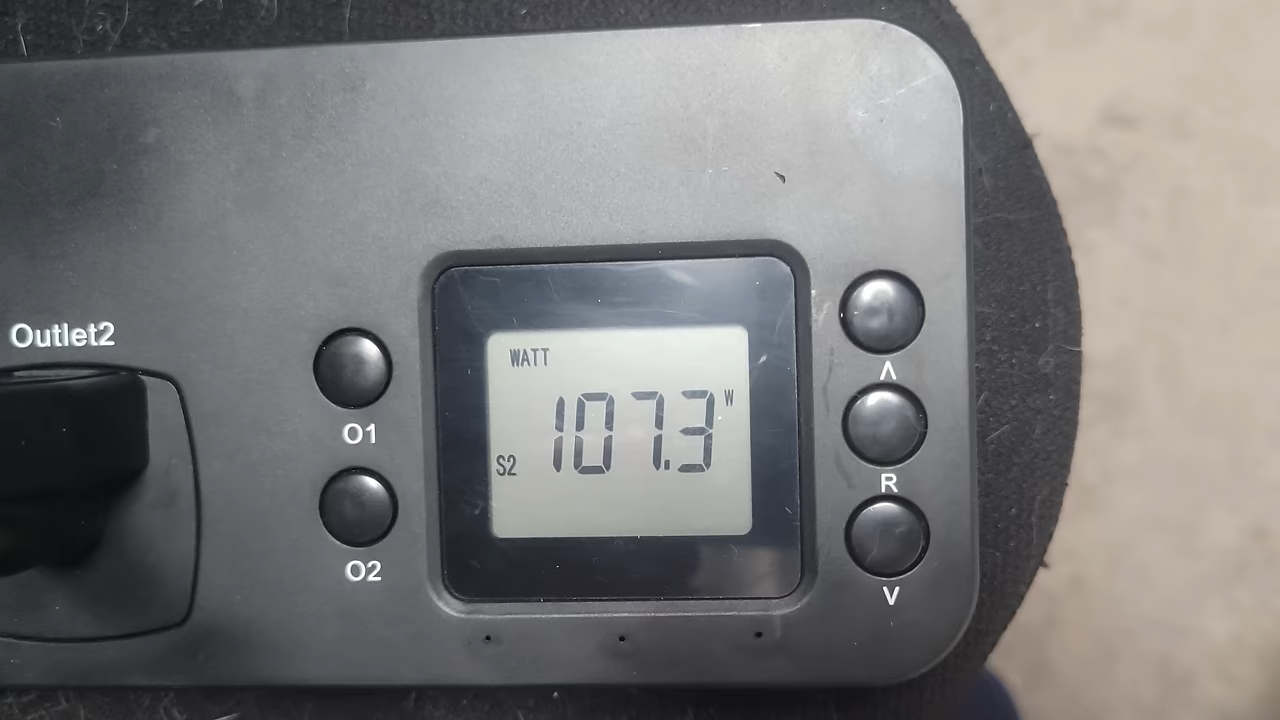 Outlet2
O1
O2
WATT
107.3 W
S2
Λ
R
V